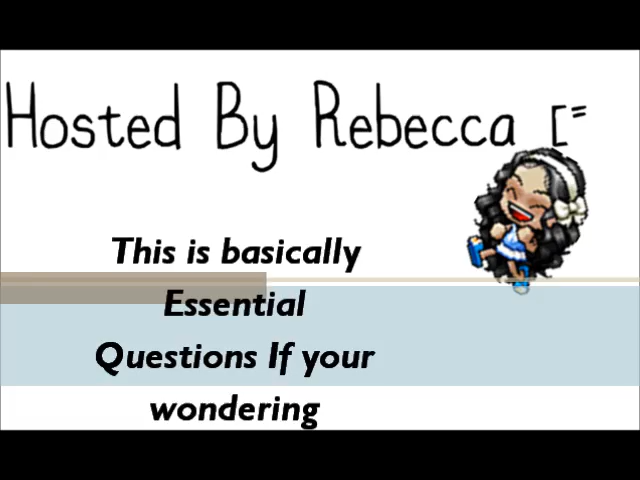 Hosted By Rebecca [=
This is basically
Essential
Questions If your
wondering